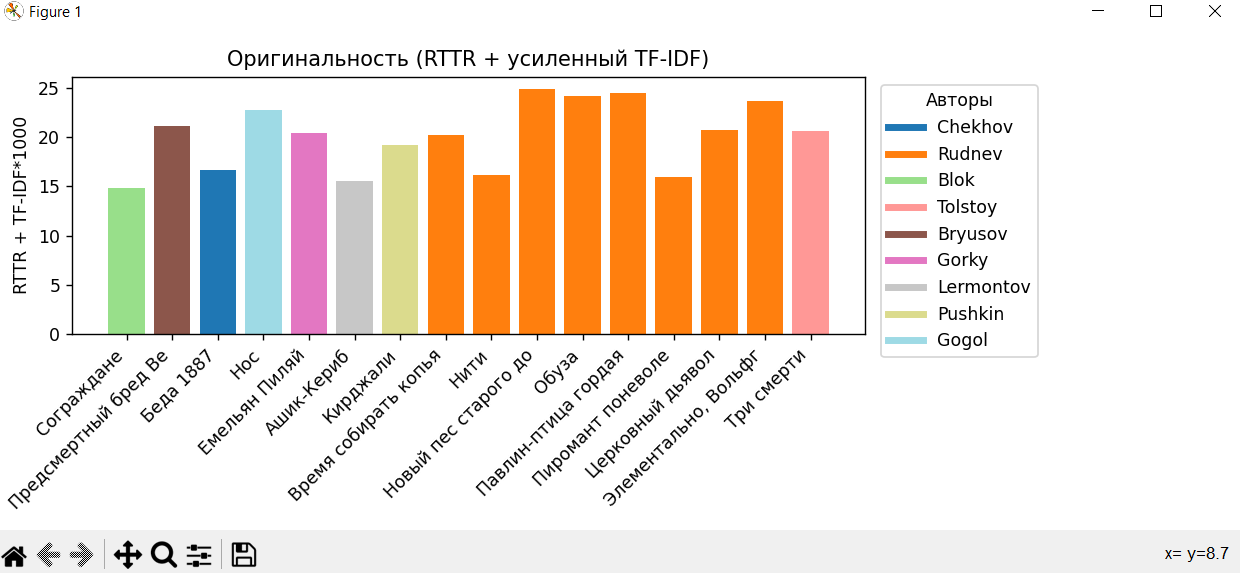 Figure 1
Оригинальность (RTTR + усиленный TF-IDF)
RTTR + TF-IDF*1000
25
20
15
10
5
0
Сограждане
Предсмертный бред Ве
Беда 1887
Нос
Емельян Пиляй
Ашик-Кериб
Кирджали
Время собирать копья
Нити
Новый пес старого до
Обуза
Павлин-птица гордая
Пиромант поневоле
Церковный дьявол
Элементально, Вольфг
Три смерти
Авторы
Chekhov
Rudnev
Blok
Tolstoy
Bryusov
Gorky
Lermontov
Pushkin
Gogol
x= y=8.7